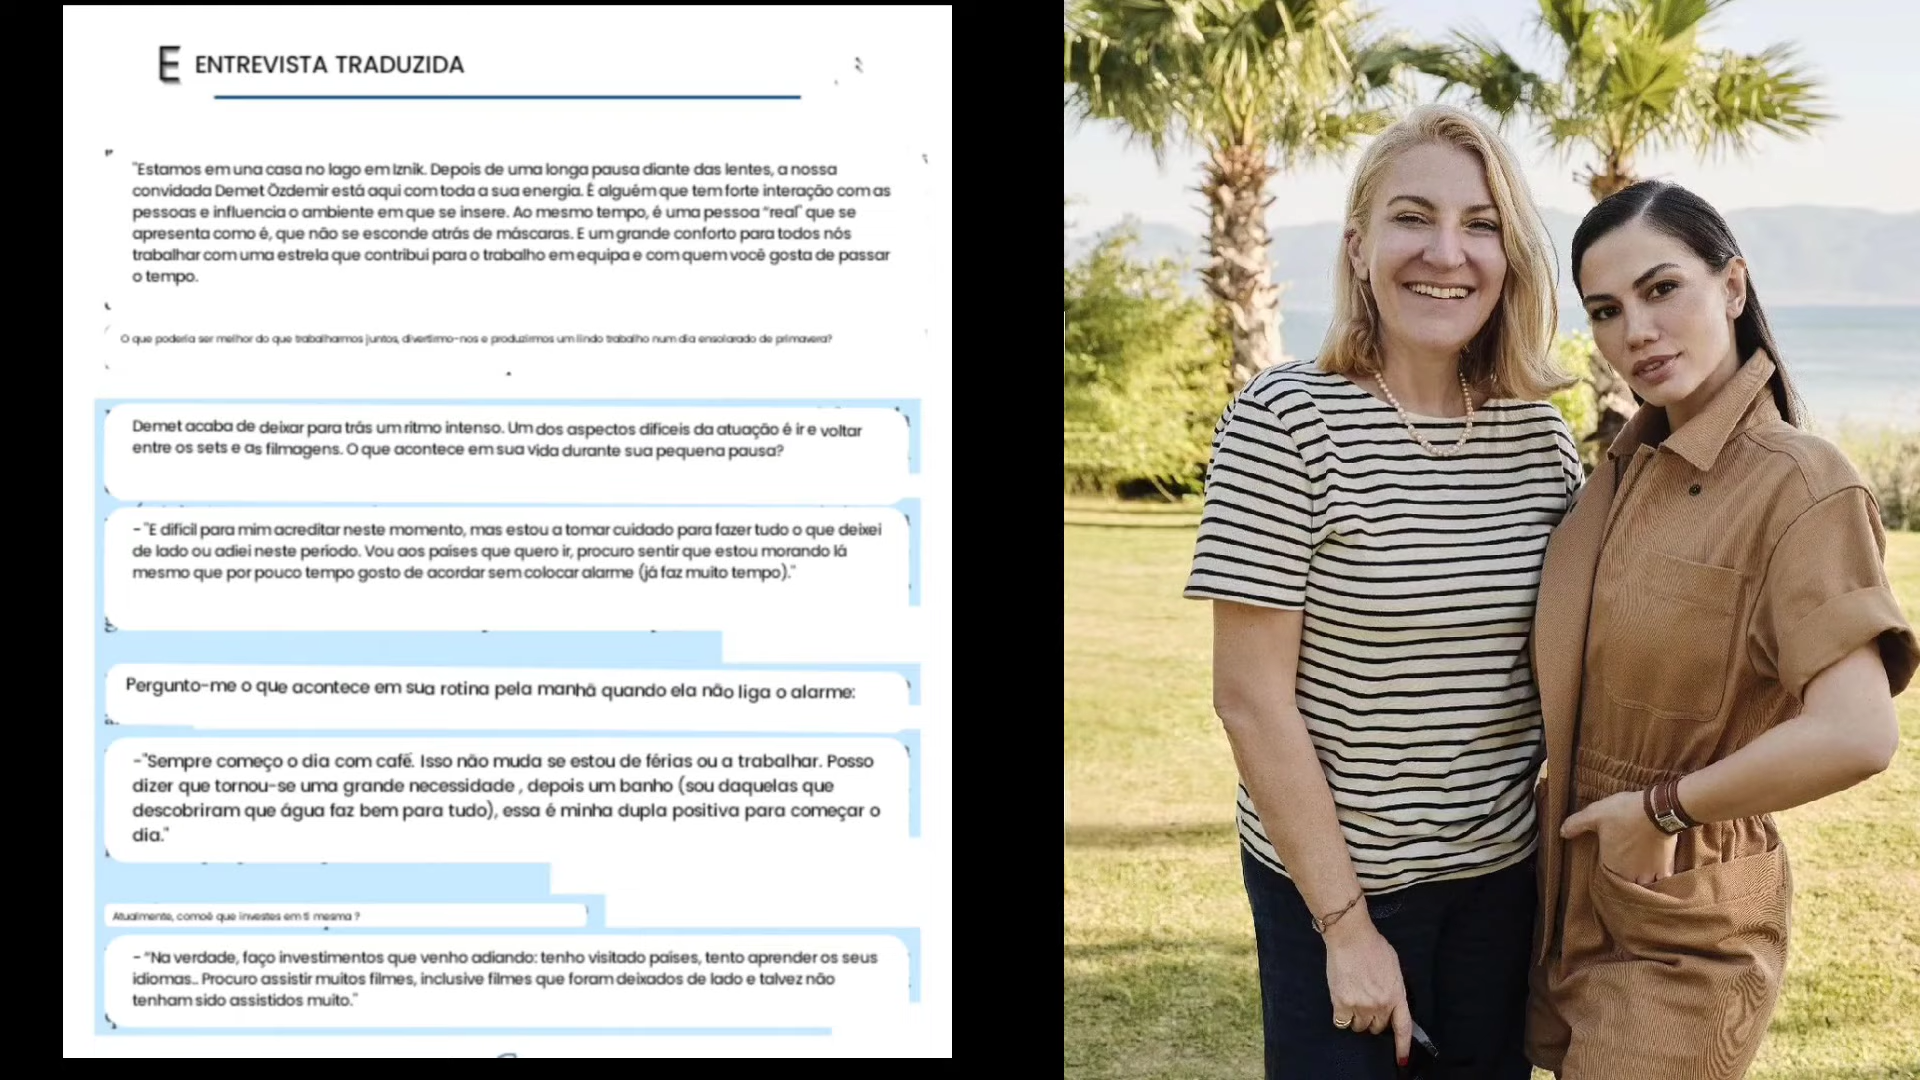 E ENTREVISTA TRADUZIDA
"Estamos em una casa no lago em Iznik. Depois de uma longa pausa diante das lentes, a nossa
convidada Demet Özdemir está aqui com toda a sua energia. É alguém que tem forte interação com as
pessoas e influencia o ambiente em que se insere. Ao mesmo tempo, é uma pessoa “real" que se
apresenta como é, que não se esconde atrás de máscaras. E um grande conforto para todos nós
trabalhar com uma estrela que contribui para o trabalho em equipa e com quem você gosta de passar
o tempo.
O que poderia ser melhor do que trabalharmos juntos, divertirmo-nos e produzirmos um lindo trabalho num dia ensolarado de primavera?
Demet acaba de deixar para trás um ritmo intenso. Um dos aspectos difíceis da atuação é ir e voltar
entre os sets e as filmagens. O que acontece em sua vida durante sua pequena pausa?
- "E difícil para mim acreditar neste momento, mas estou a tomar cuidado para fazer tudo o que deixei
de lado ou adiei neste período. Vou aos países que quero ir, procuro sentir que estou morando lá
mesmo que por pouco tempo gosto de acordar sem colocar alarme (já faz muito tempo)."
Pergunto-me o que acontece em sua rotina pela manhã quando ela não liga o alarme:
-"Sempre começo o dia com café. Isso não muda se estou de férias ou a trabalhar. Posso
dizer que tornou-se uma grande necessidade , depois um banho (sou daquelas que
descobriram que água faz bem para tudo), essa é minha dupla positiva para começar o
dia."
Atualmente, comoé que investes em ti mesma ?
- “Na verdade, faço investimentos que venho adiando: tenho visitado países, tento aprender os seus
idiomas... Procuro assistir muitos filmes, inclusive filmes que foram deixados de lado e talvez não
tenham sido assistidos muito."